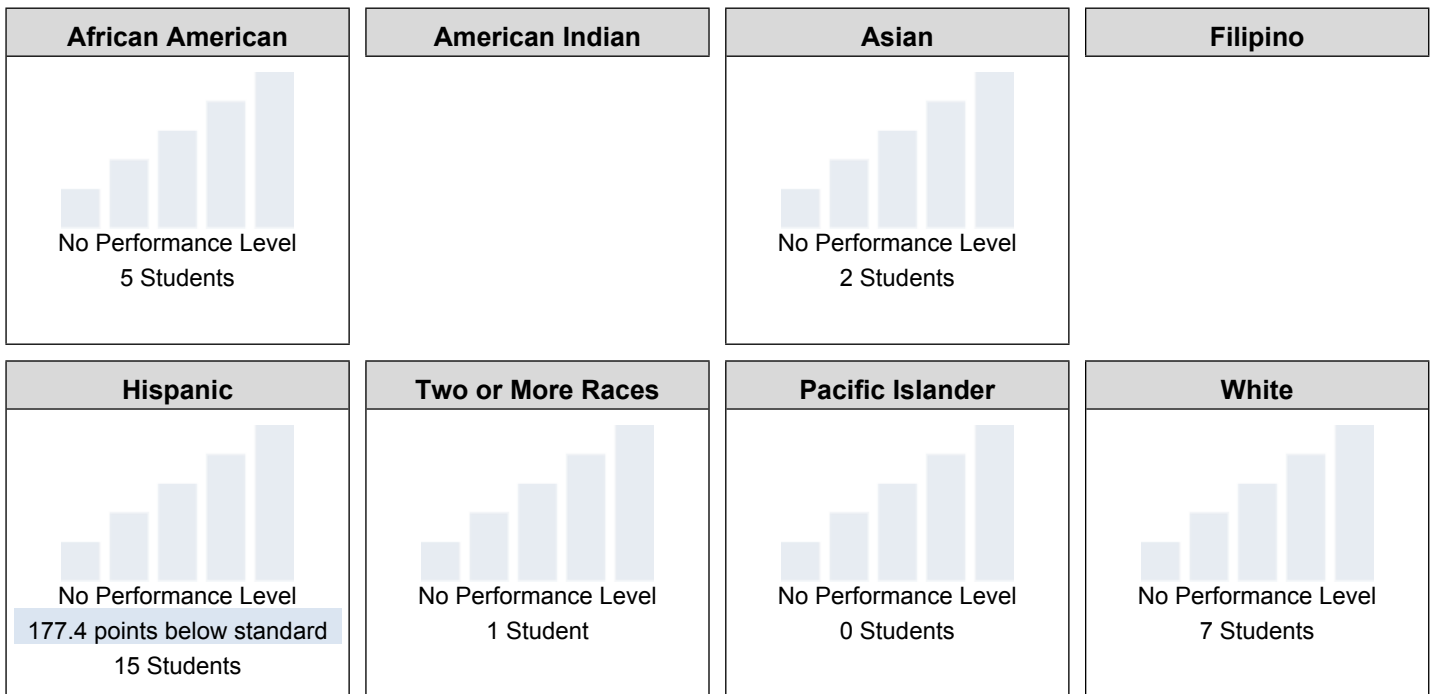 African American
No Performance Level
5 Students
American Indian
Asian
No Performance Level
2 Students
Filipino
Hispanic
No Performance Level
177.4 points below standard
15 Students
Two or More Races
No Performance Level
1 Student
Pacific Islander
No Performance Level
0 Students
White
No Performance Level
7 Students